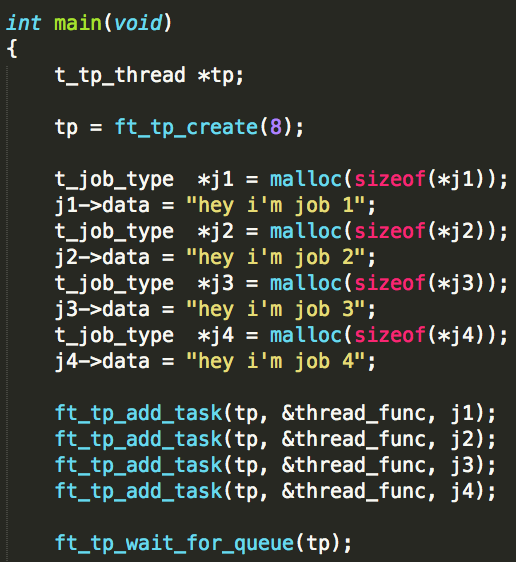 int main(void)
{
    t_tp_thread *tp;

    tp = ft_tp_create(8);

    t_job_type  *j1 = malloc(sizeof(*j1));
    j1->data = "hey i'm job 1";
    t_job_type  *j2 = malloc(sizeof(*j2));
    j2->data = "hey i'm job 2";
    t_job_type  *j3 = malloc(sizeof(*j3));
    j3->data = "hey i'm job 3";
    t_job_type  *j4 = malloc(sizeof(*j4));
    j4->data = "hey i'm job 4";

    ft_tp_add_task(tp, &thread_func, j1);
    ft_tp_add_task(tp, &thread_func, j2);
    ft_tp_add_task(tp, &thread_func, j3);
    ft_tp_add_task(tp, &thread_func, j4);

    ft_tp_wait_for_queue(tp);